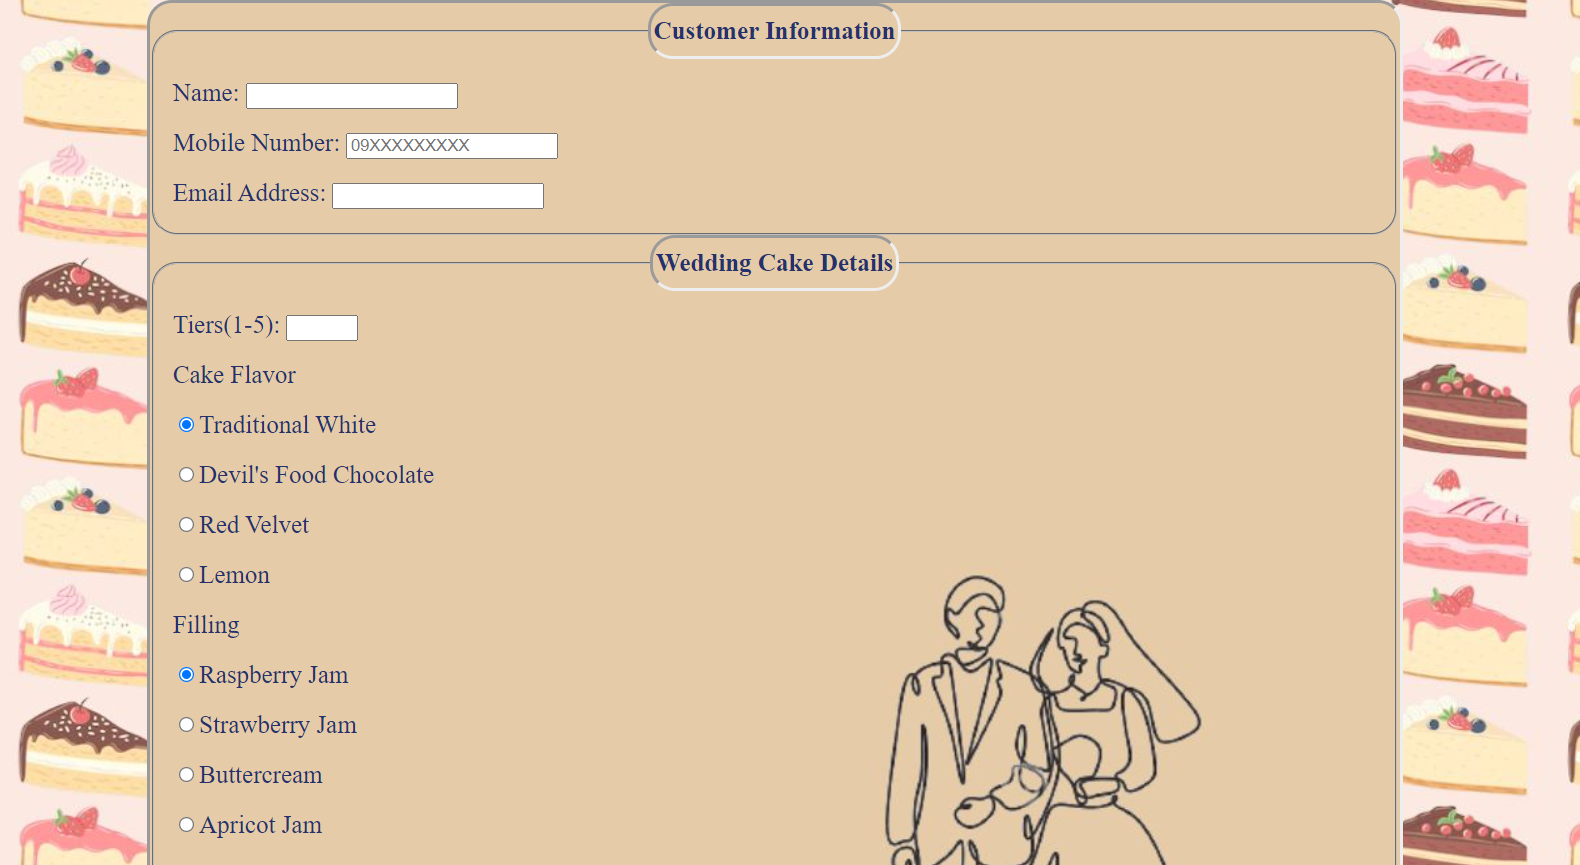 Customer Information
Name:
Mobile Number: 09XXXXXXXXX
Email Address:
Wedding Cake Details
Tiers(1-5):
Cake Flavor
Traditional White
Devil's Food Chocolate
Red Velvet
Lemon
Filling
Raspberry Jam
Strawberry Jam
Buttercream
Apricot Jam